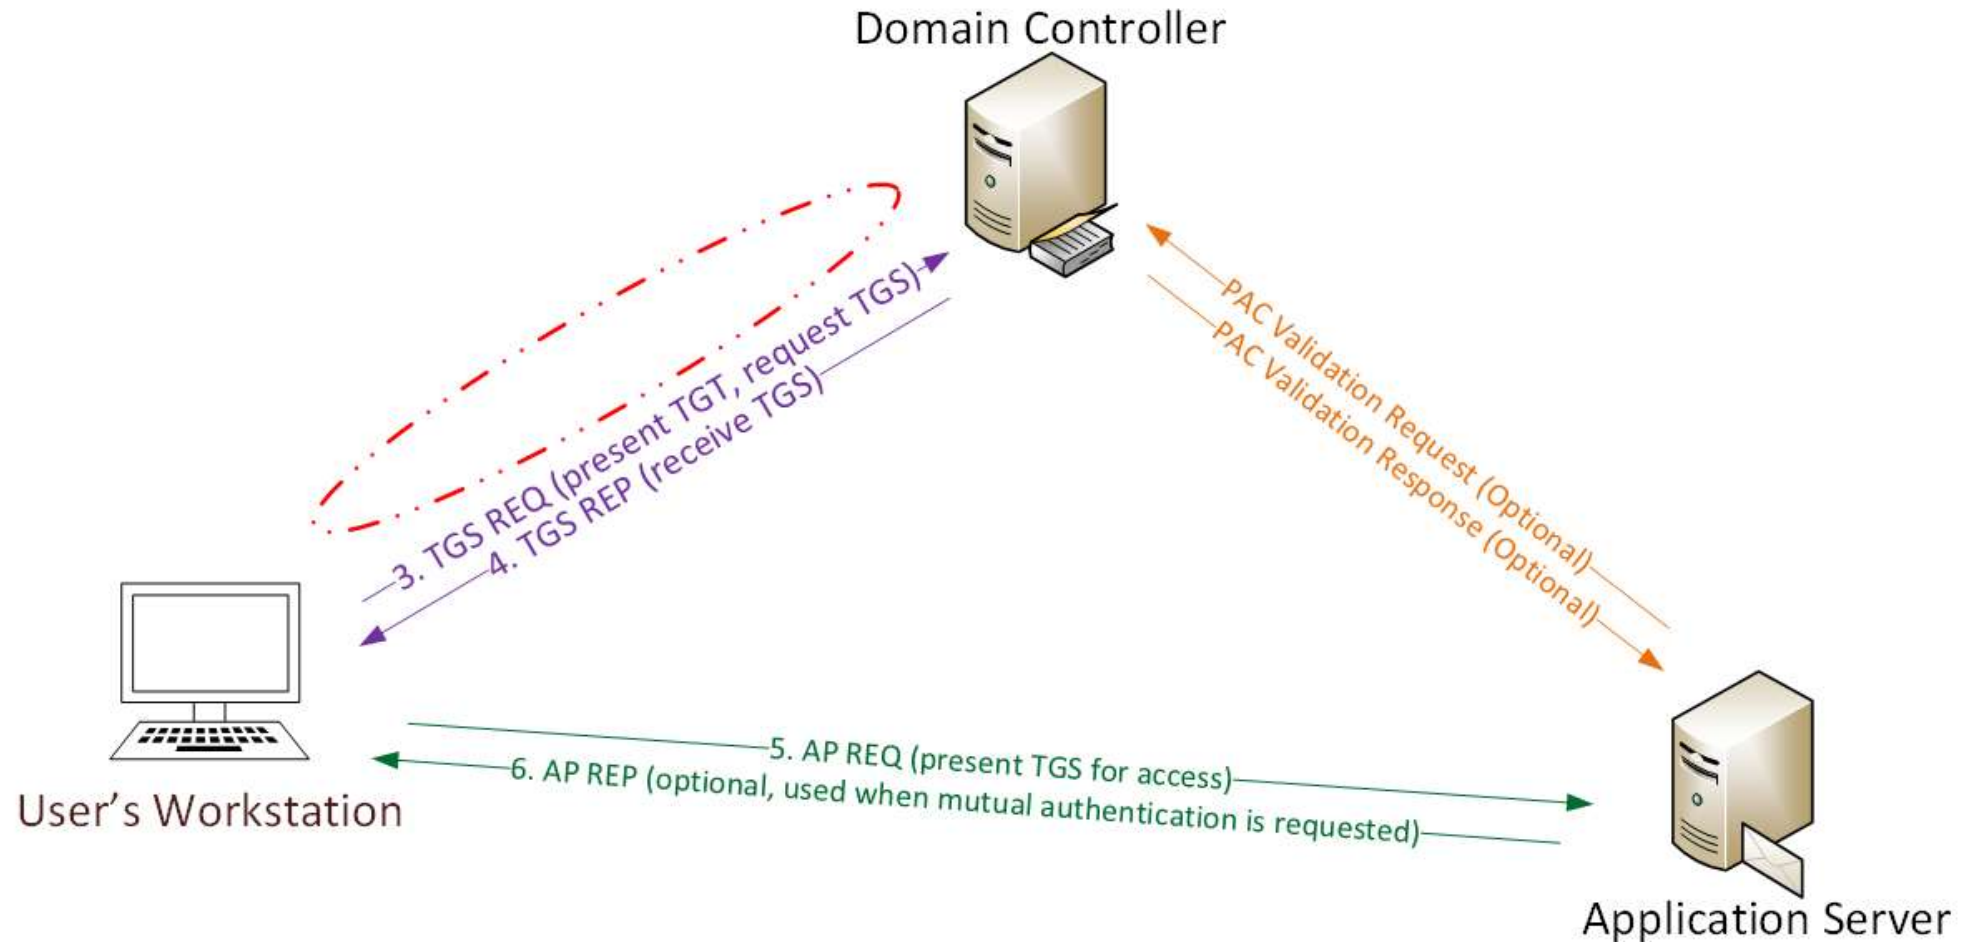 Domain Controller
3. TGS REQ (present TGT, request TGS)
4. TGS REP (receive TGS)
PAC Validation Request (Optional)
PAC Validation Response (Optional)
5. AP REQ (present TGS for access)
6. AP REP (optional, used when mutual authentication is requested)
User’s Workstation
Application Server